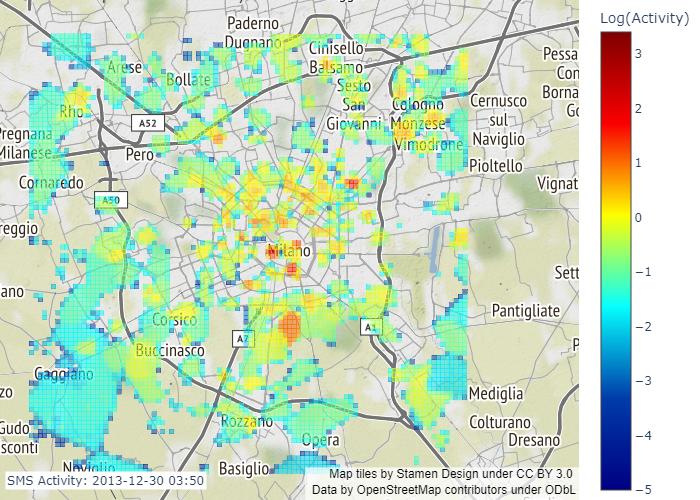 Log(Activity)
3
2
1
0
−1
−2
−3
−4
−5
Paderno
Dugnano
Cinisello
Balsamo
Arese
Bollate
Sesto
San
Giovanni
Cologno
Monzese
Vimodrone
Cernusco
sul
Naviglio
Pessa
Con
Borna
Go
Rho
A52
Pregnana
Milanese
Pero
Pioltello
Cornaredo
Vignat
A50
reggio
Milano
Sett
ano
Pantigliate
Corsico
A7
A1
P
Buccinasco
Gaggiano
Mediglia
zo
Rozzano
Colturano
Gudo
sconti
Opera
Dresano
Noviglio
Basiglio
SMS Activity: 2013-12-30 03:50
Map tiles by Stamen Design under CC BY 3.0
Data by OpenStreetMap contributors under ODbL